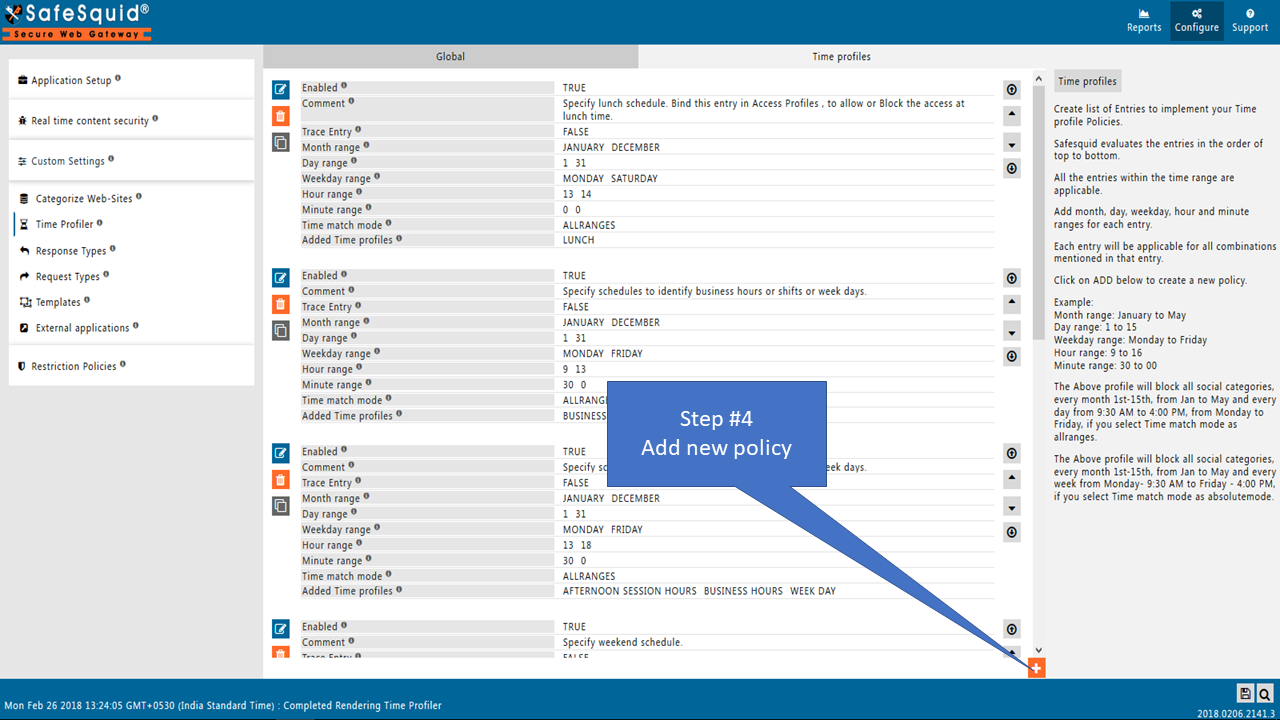 SafeSquid®
Secure Web Gateway
Reports
Configure
Support
Application Setup
Real time content security
Custom Settings
Categorize Web-Sites
Time Profiler
Response Types
Request Types
Templates
External applications
Restriction Policies
Global
Time profiles
Enabled TRUE
Comment Specify lunch schedule. Bind this entry in Access Profiles , to allow or Block the access at
lunch time.
Trace Entry FALSE
Month range JANUARY DECEMBER
Day range 1 31
Weekday range MONDAY SATURDAY
Hour range 13 14
Minute range 0 0
Time match mode ALLRANGES
Added Time profiles LUNCH
Enabled TRUE
Comment Specify schedules to identify business hours or shifts or week days.
Trace Entry FALSE
Month range JANUARY DECEMBER
Day range 1 31
Weekday range MONDAY FRIDAY
Hour range 9 13
Minute range 30 0
Time match mode ALLRANG
Added Time profiles BUSINESS
Step #4
Add new policy
Enabled TRUE
Comment Specify sc eek days.
Trace Entry FALSE
Month range JANUARY DECEMBER
Day range 1 31
Weekday range MONDAY FRIDAY
Hour range 13 18
Minute range 30 0
Time match mode ALLRANGES
Added Time profiles AFTERNOON SESSION HOURS BUSINESS HOURS WEEK DAY
Enabled TRUE
Comment Specify weekend schedule.
Trace Entry FALSE
Time profiles
Create list of Entries to implement your Time
profile Policies.
Safesquid evaluates the entries in the order of
top to bottom.
All the entries within the time range are
applicable.
Add month, day, weekday, hour and minute
ranges for each entry.
Each entry will be applicable for all combinations
mentioned in that entry.
Click on ADD below to create a new policy.
Example:
Month range: January to May
Day range: 1 to 15
Weekday range: Monday to Friday
Hour range: 9 to 16
Minute range: 30 to 00
The Above profile will block all social categories,
every month 1st-15th, from Jan to May and every
day from 9:30 AM to 4:00 PM, from Monday to
Friday, if you select Time match mode as
allranges.
The Above profile will block all social categories,
every month 1st-15th, from Jan to May and every
week from Monday- 9:30 AM to Friday - 4:00 PM,
if you select Time match mode as absolutemode.
Mon Feb 26 2018 13:24:05 GMT+0530 (India Standard Time) : Completed Rendering Time Profiler
2018.0206.2141.3